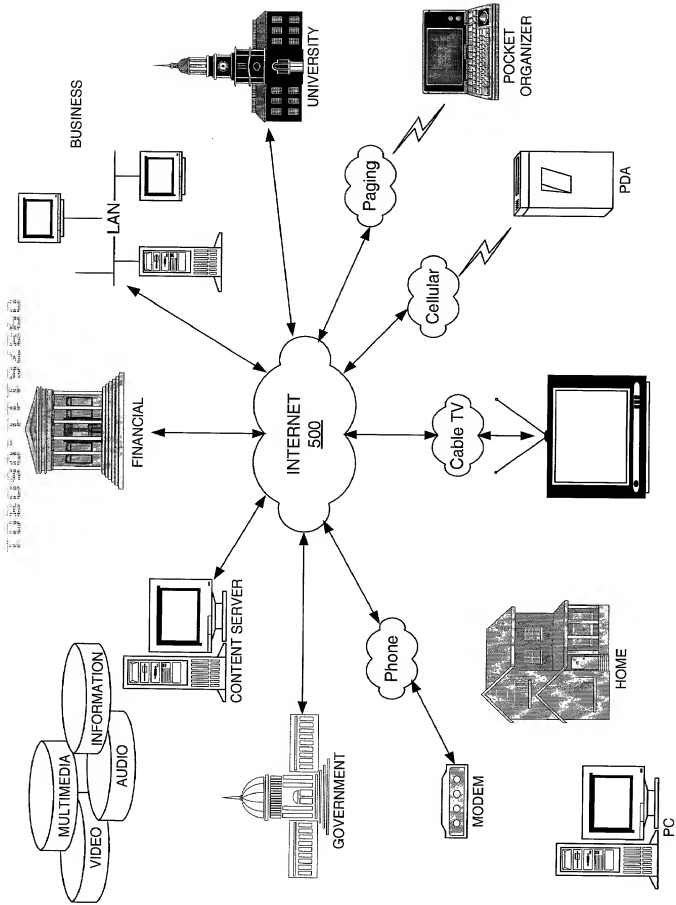 MULTIMEDIA
VIDEO
INFORMATION
AUDIO
CONTENT SERVER
FINANCIAL
BUSINESS
LAN
GOVERNMENT
INTERNET
500
UNIVERSITY
Phone
Cable TV
Cellular
Paging
MODEM
POCKET
ORGANIZER
PC
HOME
PDA